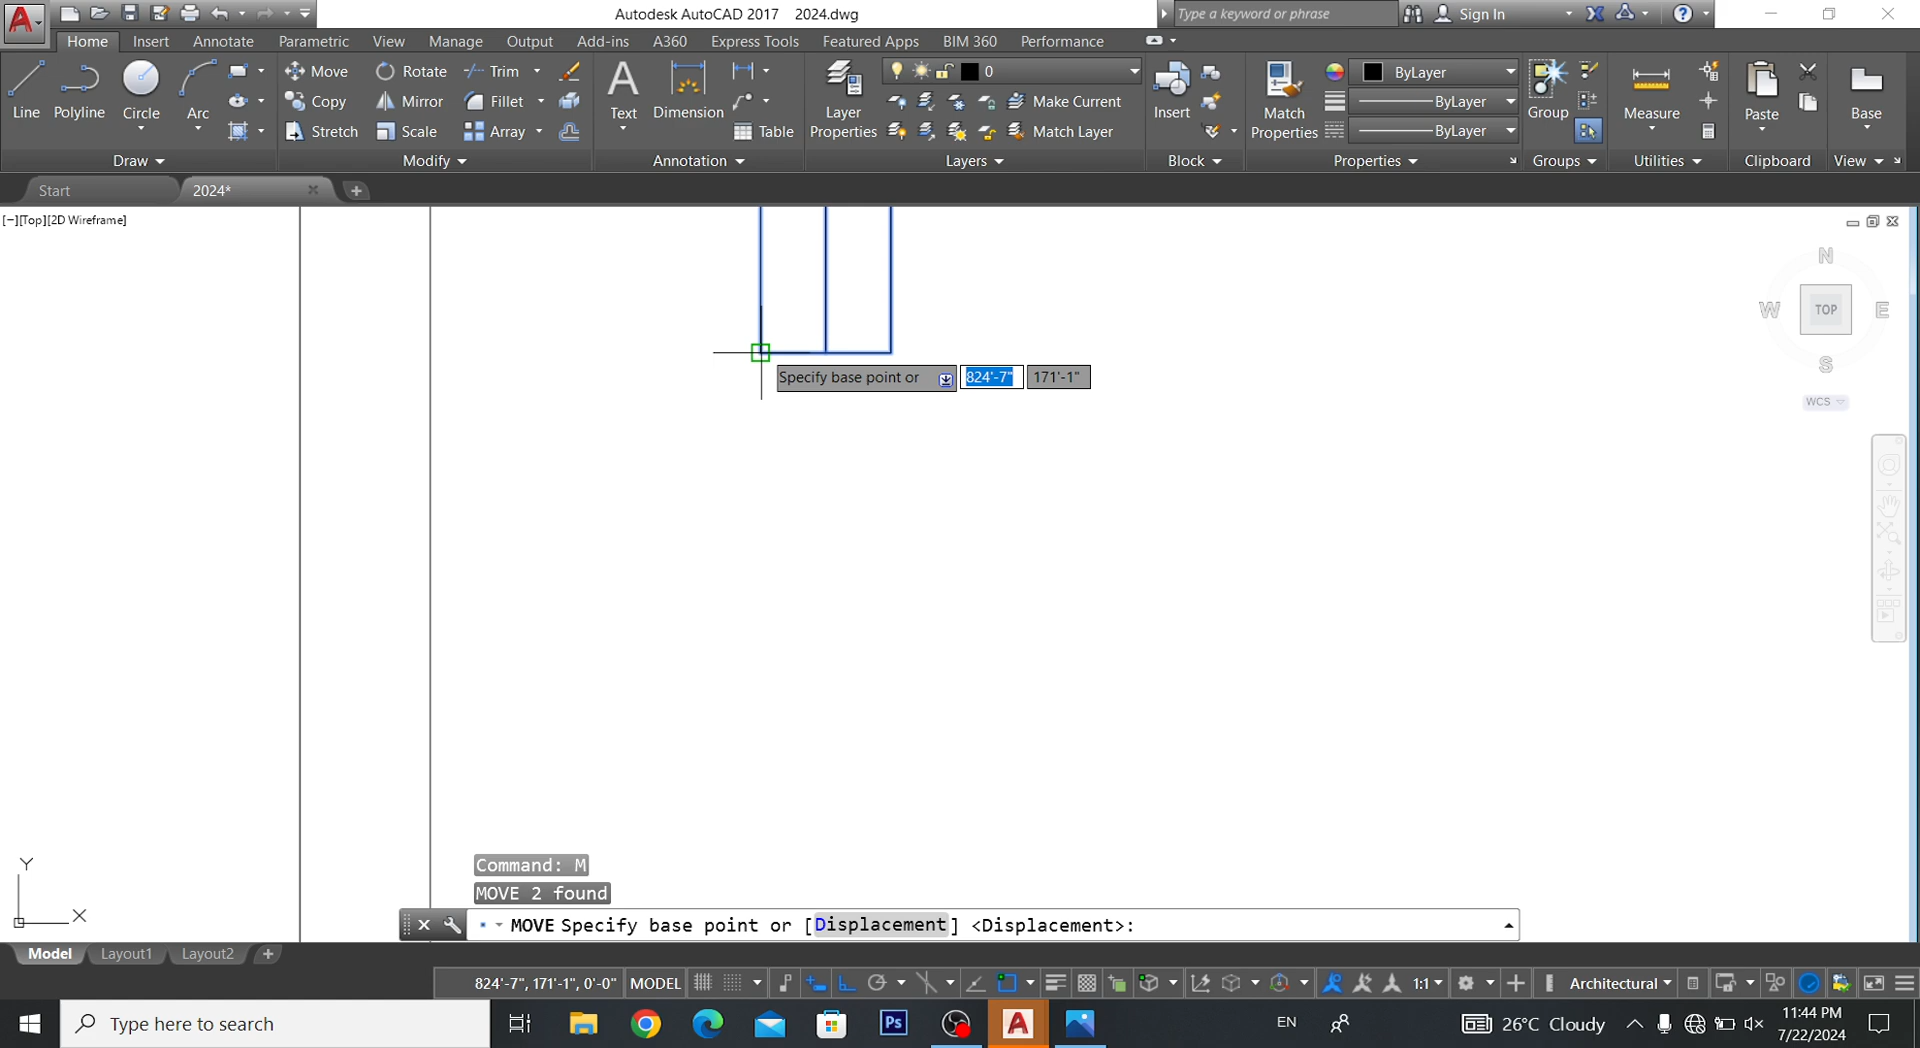 Autodesk AutoCAD 2017 2024.dwg
Type a keyword or phrase
Sign In
Home Insert Annotate Parametric View Manage Output Add-ins A360 Express Tools Featured Apps BIM 360 Performance
Line Polyline Circle Arc
Move Rotate Trim
Copy Mirror Fillet
Stretch Scale Array
Text Dimension Table
Layer Properties
0
Make Current
Match Layer
Insert
Match Properties
ByLayer
ByLayer
ByLayer
Group
Measure
Paste
Base
Draw Modify Annotation Layers Block Properties Groups Utilities Clipboard View
Start 2024*
[−][Top][2D Wireframe]
N
W TOP E
S
WCS
Specify base point or 824'-7" 171'-1"
Y
X
Command: M
MOVE 2 found
MOVE Specify base point or [Displacement] <Displacement>:
Model Layout1 Layout2
824'-7", 171'-1", 0'-0" MODEL 1:1 Architectural
Type here to search
Ps
EN
26°C Cloudy
11:44 PM
7/22/2024